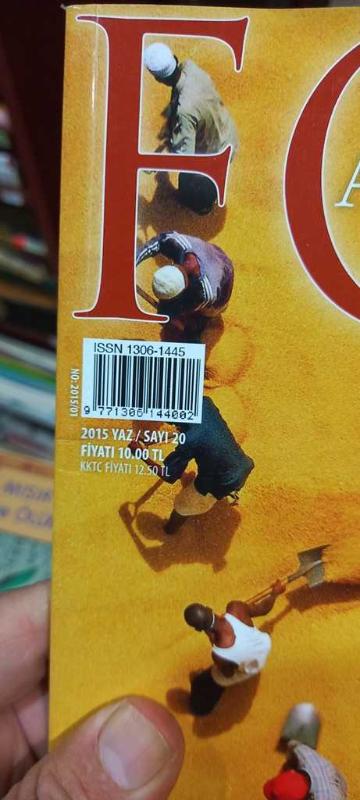 F
ISSN 1306-1445
9 771306 144002
NO: 2015/01
2015 YAZ / SAYI 20
FİYATI 10.00 TL
KKTC FİYATI 12.50 TL